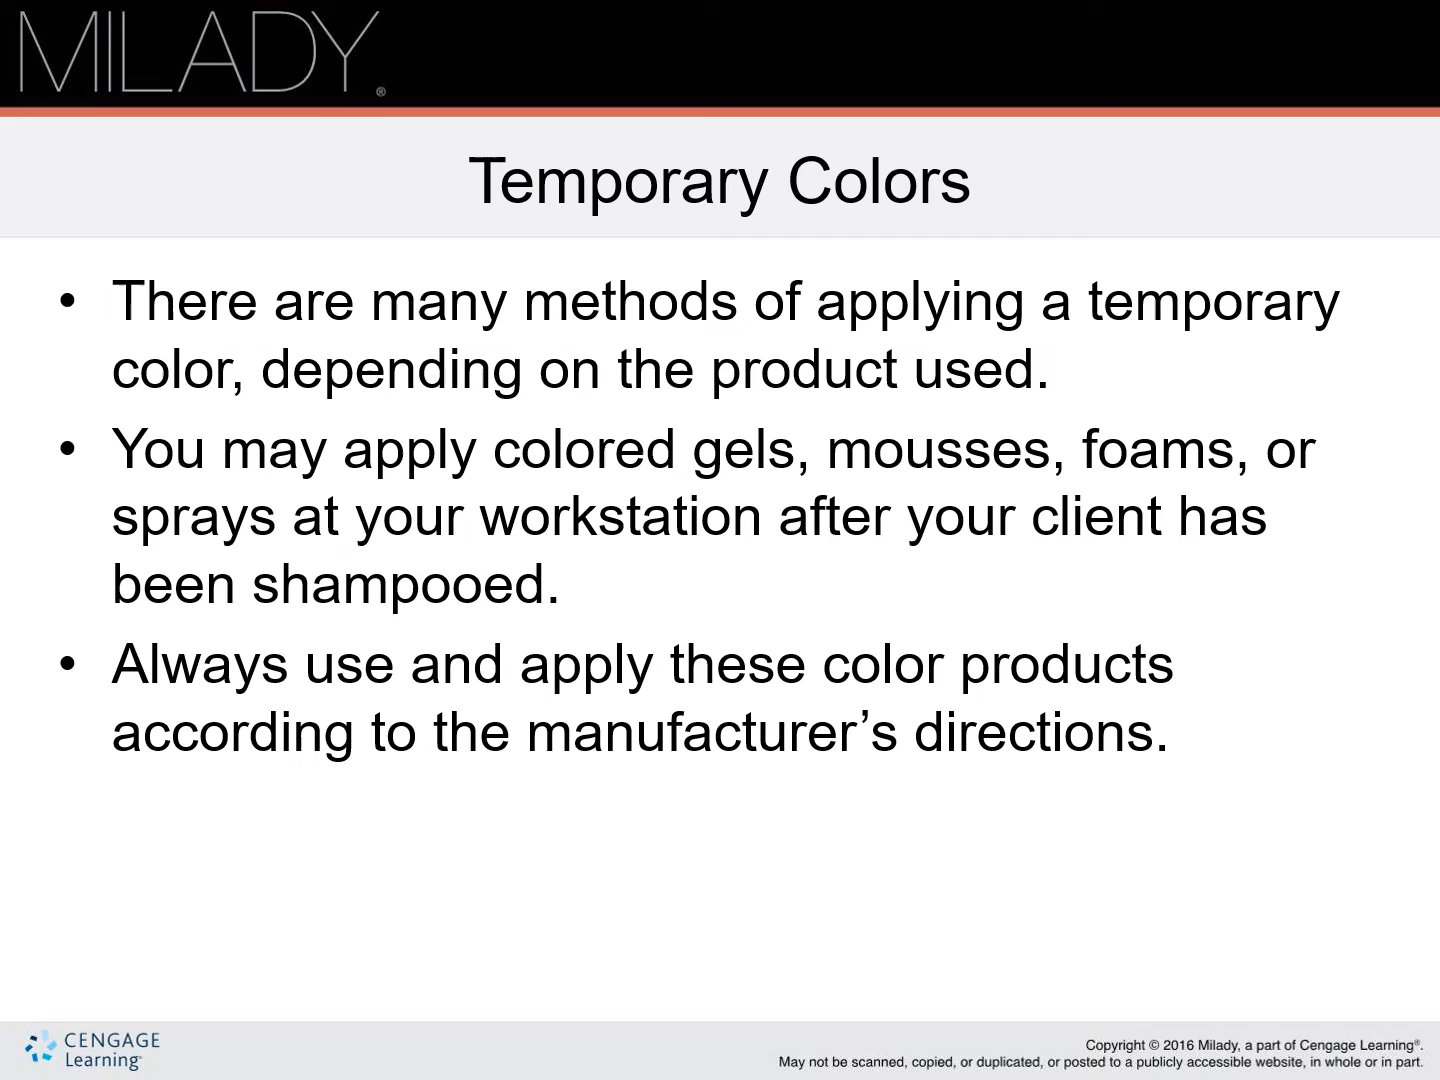 MILADY®
Temporary Colors
• There are many methods of applying a temporary
color, depending on the product used.
• You may apply colored gels, mousses, foams, or
sprays at your workstation after your client has
been shampooed.
• Always use and apply these color products
according to the manufacturer’s directions.
CENGAGE
Learning™
Copyright © 2016 Milady, a part of Cengage Learning®.
May not be scanned, copied, or duplicated, or posted to a publicly accessible website, in whole or in part.